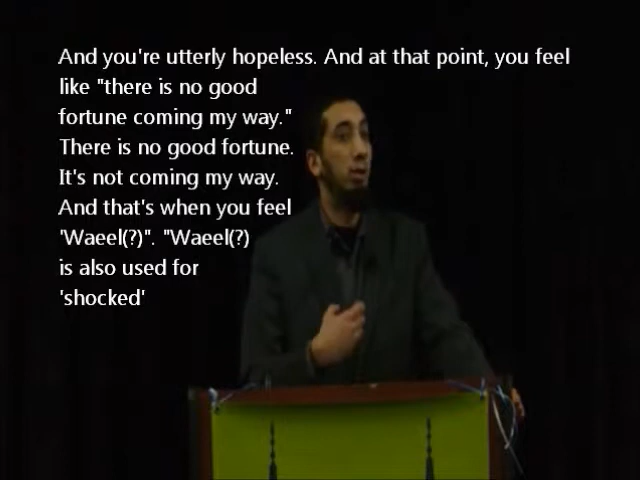 And you're utterly hopeless. And at that point, you feel
like "there is no good
fortune coming my way."
There is no good fortune.
It's not coming my way.
And that's when you feel
'Waeel(?)". "Waeel(?)
is also used for
'shocked'